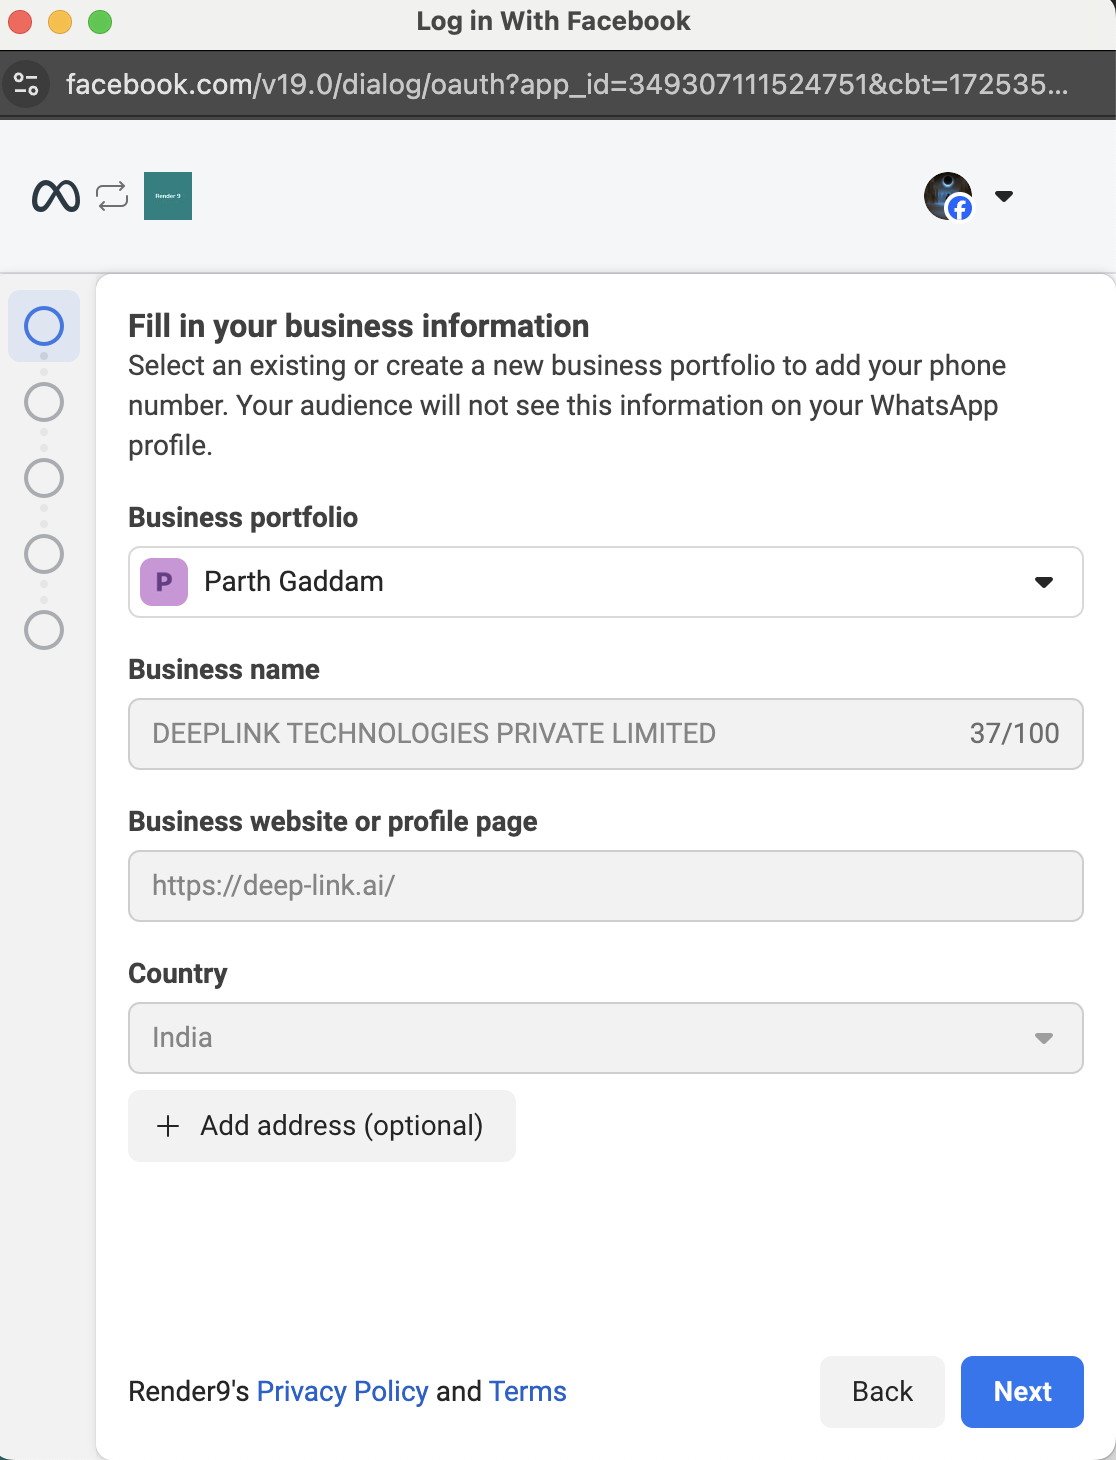 Log in With Facebook
facebook.com/v19.0/dialog/oauth?app_id=349307111524751&cbt=172535...
Render 9
Fill in your business information
Select an existing or create a new business portfolio to add your phone
number. Your audience will not see this information on your WhatsApp
profile.
Business portfolio
P Parth Gaddam
Business name
DEEPLINK TECHNOLOGIES PRIVATE LIMITED 37/100
Business website or profile page
https://deep-link.ai/
Country
India
+ Add address (optional)
Render9's Privacy Policy and Terms
Back Next